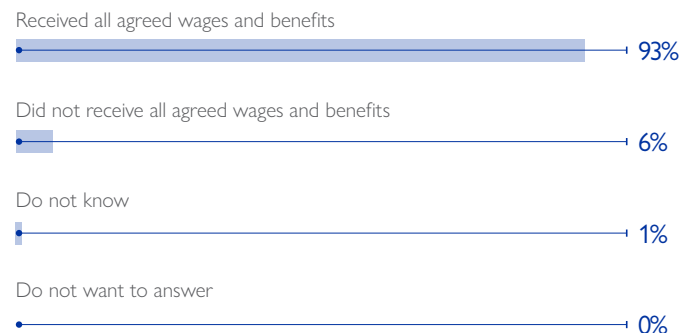 Received all agreed wages and benefits
93%
Did not receive all agreed wages and benefits
6%
Do not know
1%
Do not want to answer
0%